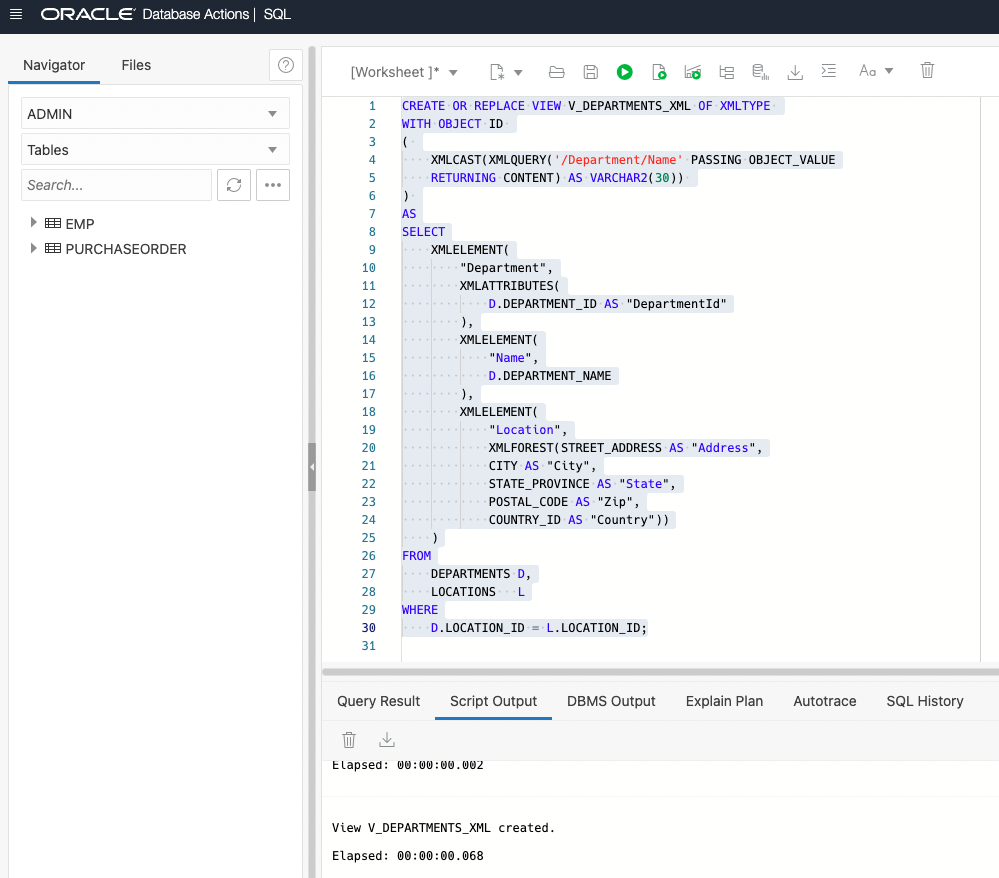 ORACLE Database Actions | SQL
Navigator Files
ADMIN
Tables
Search...
EMP
PURCHASEORDER
[Worksheet ]* Aa
1 CREATE OR REPLACE VIEW V_DEPARTMENTS_XML OF XMLTYPE
2 WITH OBJECT ID
3 (
4 XMLCAST(XMLQUERY('/Department/Name' PASSING OBJECT_VALUE
5 RETURNING CONTENT) AS VARCHAR2(30))
6 )
7 AS
8 SELECT
9 XMLELEMENT(
10 "Department",
11 XMLATTRIBUTES(
12 D.DEPARTMENT_ID AS "DepartmentId"
13 ),
14 XMLELEMENT(
15 "Name",
16 D.DEPARTMENT_NAME
17 ),
18 XMLELEMENT(
19 "Location",
20 XMLFOREST(STREET_ADDRESS AS "Address",
21 CITY AS "City",
22 STATE_PROVINCE AS "State",
23 POSTAL_CODE AS "Zip",
24 COUNTRY_ID AS "Country"))
25 )
26 FROM
27 DEPARTMENTS D,
28 LOCATIONS L
29 WHERE
30 D.LOCATION_ID = L.LOCATION_ID;
31
Query Result Script Output DBMS Output Explain Plan Autotrace SQL History
Elapsed: 00:00:00.002
View V_DEPARTMENTS_XML created.
Elapsed: 00:00:00.068